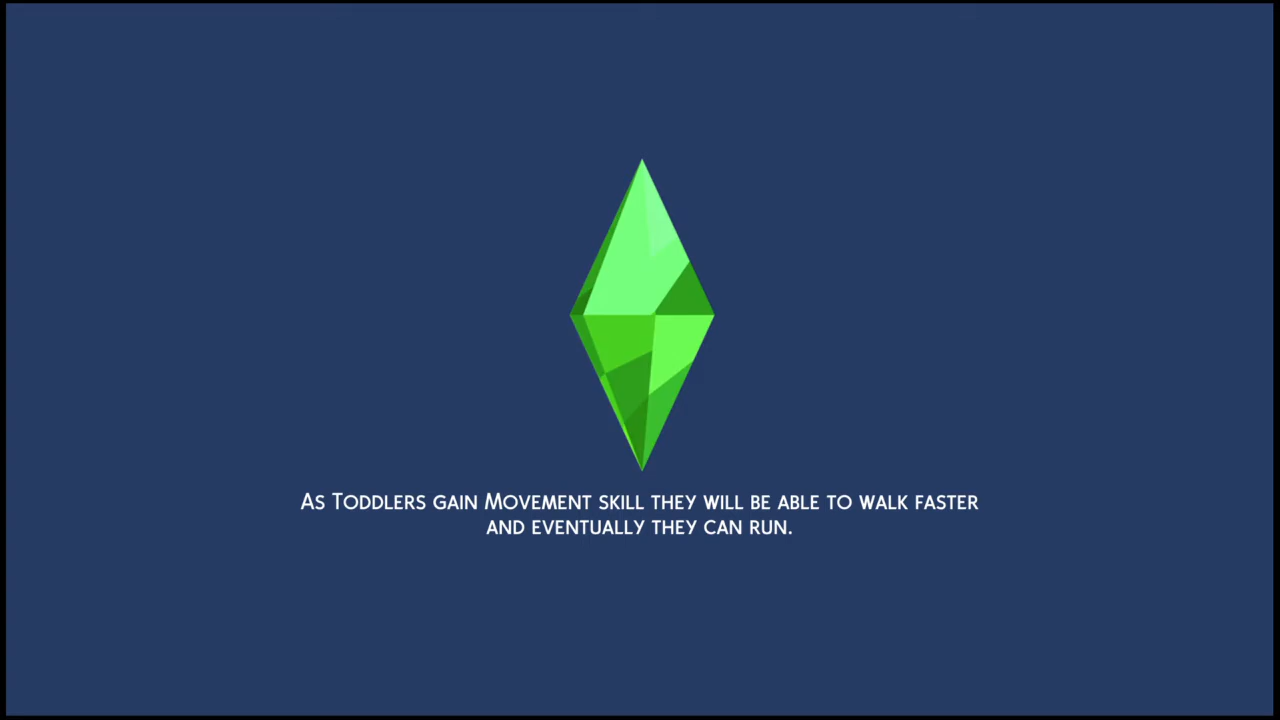 As Toddlers gain Movement skill they will be able to walk faster
and eventually they can run.